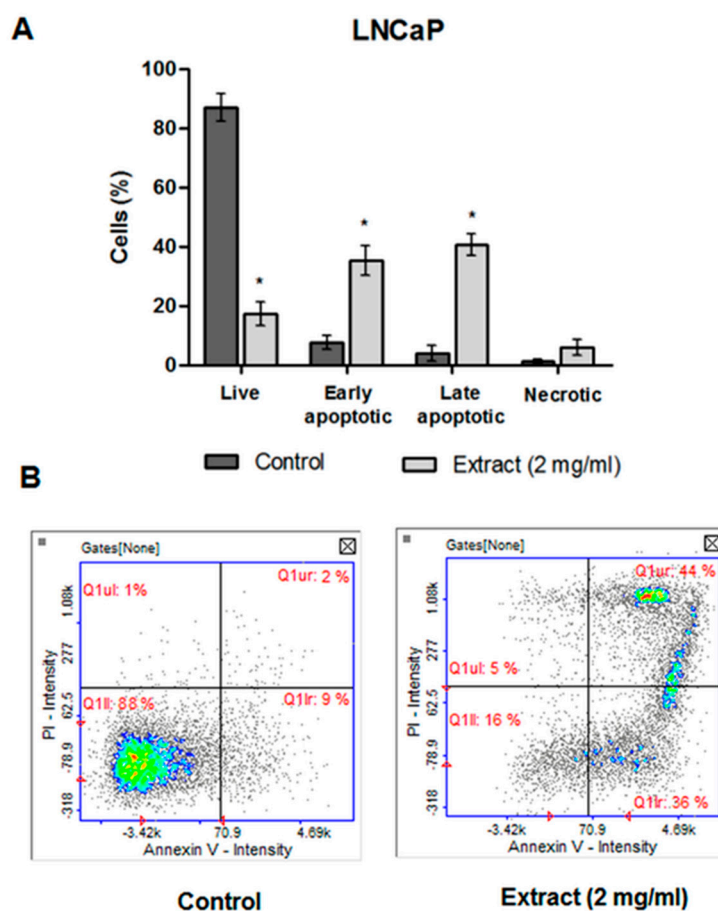 A
LNCaP
100
80
60
40
20
0
Cells (%)
*
*
*
Live
Early
apoptotic
Late
apoptotic
Necrotic
Control
Extract (2 mg/ml)
B
Gates[None]
Q1ul: 1%
Q1ur: 2 %
Q1ll: 88 %
Q1lr: 9 %
1.08k
277
62.5
-78.9
-318
PI - Intensity
-3.42k
70.9
4.69k
Annexin V - Intensity
Control
Gates[None]
Q1ur: 44 %
Q1ul: 5 %
Q1ll: 16 %
Q1lr: 36 %
1.08k
277
62.5
-78.9
-318
PI - Intensity
-3.42k
70.9
4.69k
Annexin V - Intensity
Extract (2 mg/ml)